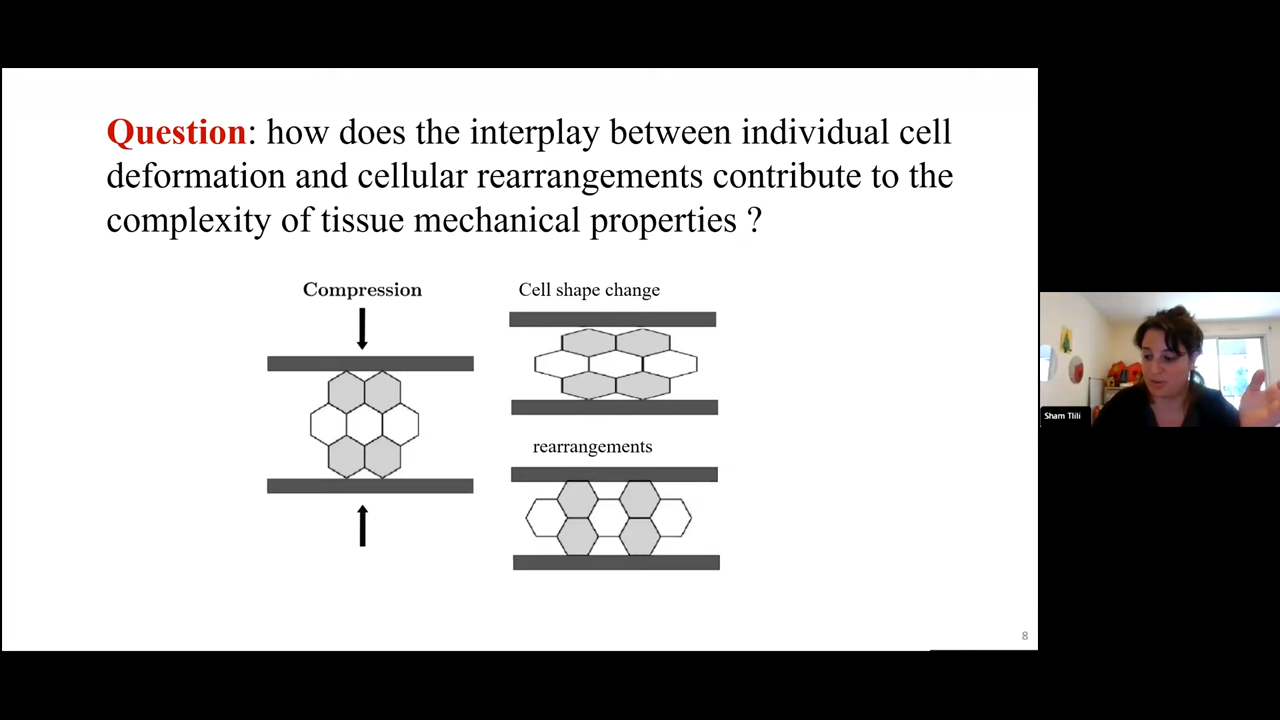 Question: how does the interplay between individual cell
deformation and cellular rearrangements contribute to the
complexity of tissue mechanical properties ?
Compression
Cell shape change
rearrangements
8
Sham Tlili